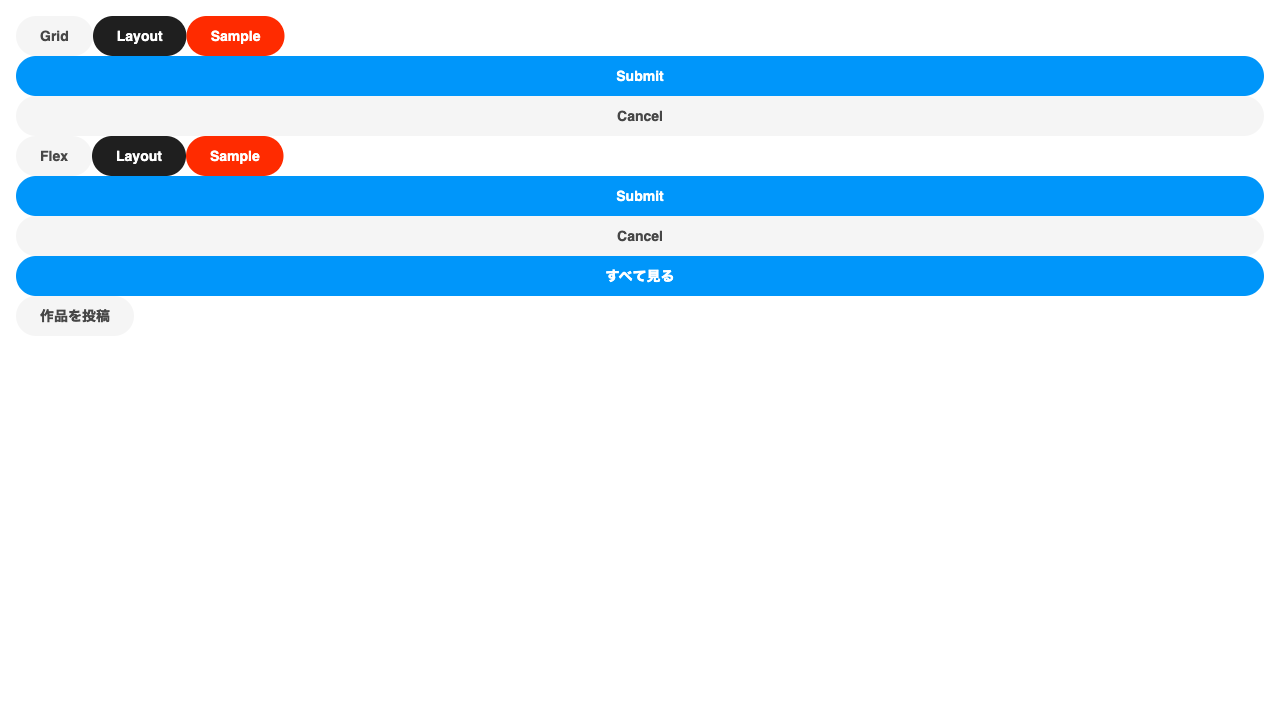 Grid Layout Sample
Submit
Cancel
Flex Layout Sample
Submit
Cancel
すべて見る
作品を投稿